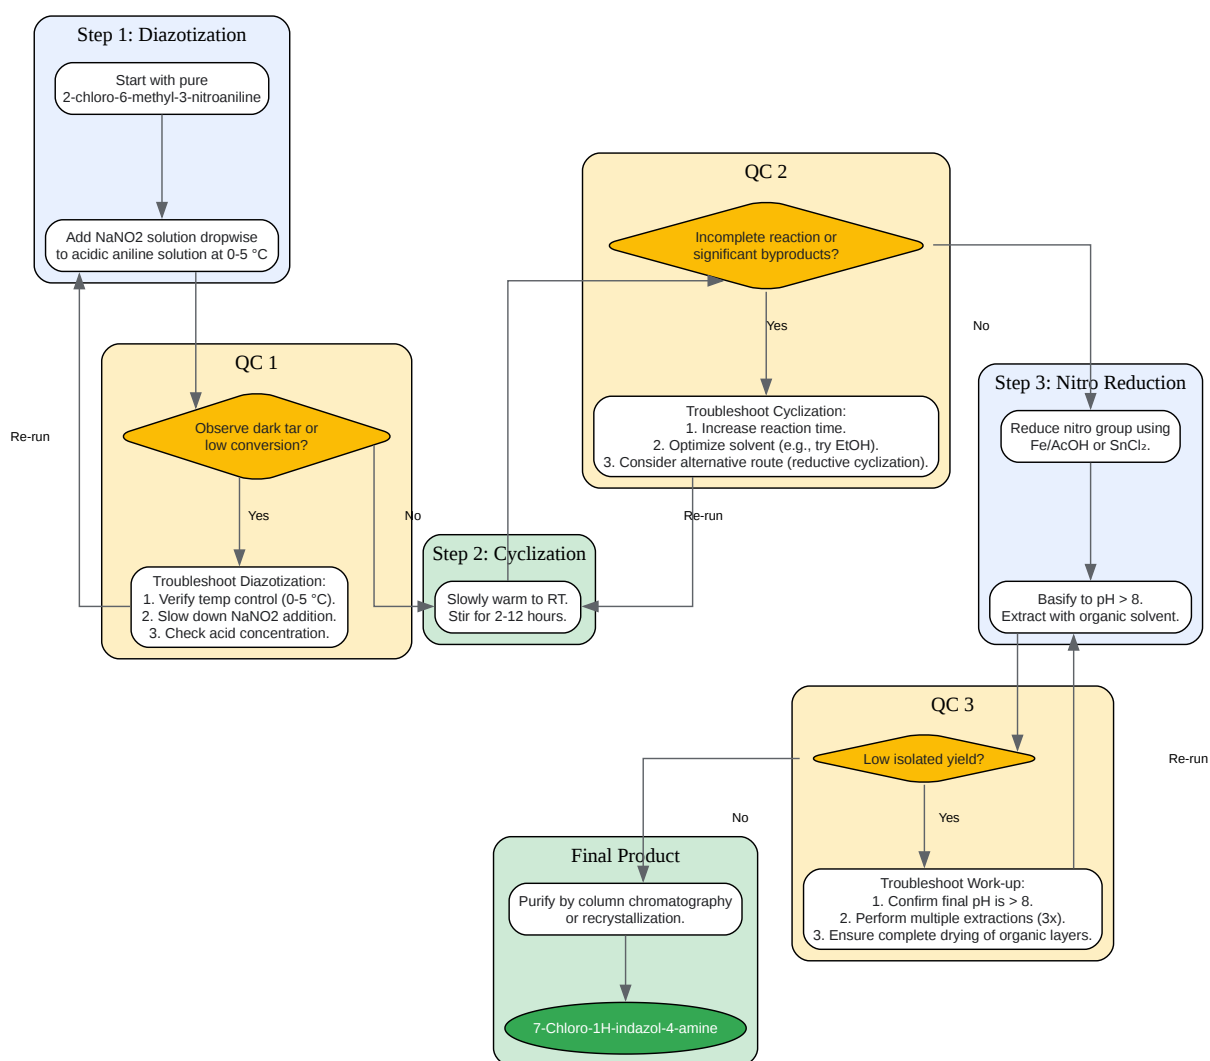 Step 1: Diazotization
Start with pure
2-chloro-6-methyl-3-nitroaniline
Add NaNO2 solution dropwise
to acidic aniline solution at 0-5 °C
QC 1
Observe dark tar or
low conversion?
Yes
No
Re-run
Troubleshoot Diazotization:
1. Verify temp control (0-5 °C).
2. Slow down NaNO2 addition.
3. Check acid concentration.
Step 2: Cyclization
Slowly warm to RT.
Stir for 2-12 hours.
QC 2
Incomplete reaction or
significant byproducts?
Yes
No
Troubleshoot Cyclization:
1. Increase reaction time.
2. Optimize solvent (e.g., try EtOH).
3. Consider alternative route (reductive cyclization).
Re-run
Step 3: Nitro Reduction
Reduce nitro group using
Fe/AcOH or SnCl₂.
Basify to pH > 8.
Extract with organic solvent.
QC 3
Low isolated yield?
Re-run
No
Yes
Troubleshoot Work-up:
1. Confirm final pH is > 8.
2. Perform multiple extractions (3x).
3. Ensure complete drying of organic layers.
Final Product
Purify by column chromatography
or recrystallization.
7-Chloro-1H-indazol-4-amine